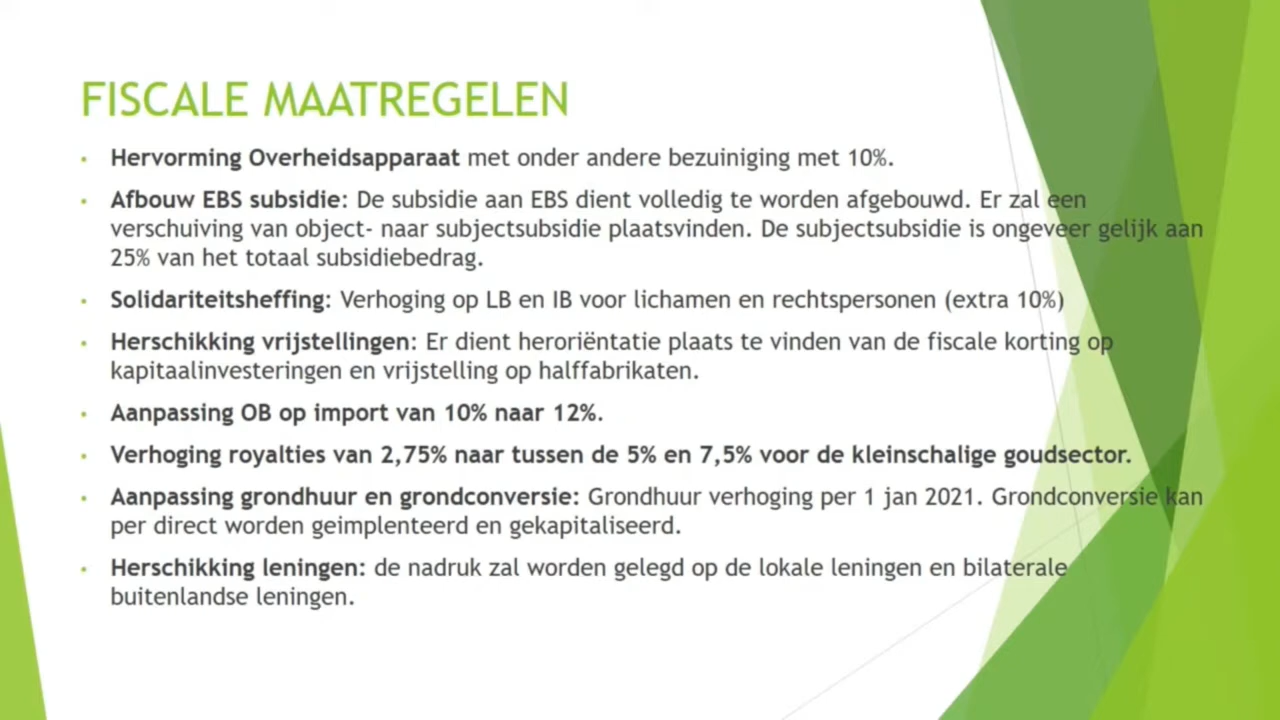 FISCALE MAATREGELEN
• Hervorming Overheidsapparaat met onder andere bezuiniging met 10%.
• Afbouw EBS subsidie: De subsidie aan EBS dient volledig te worden afgebouwd. Er zal een
verschuiving van object- naar subjectsubsidie plaatsvinden. De subjectsubsidie is ongeveer gelijk aan
25% van het totaal subsidiebedrag.
• Solidariteitsheffing: Verhoging op LB en IB voor lichamen en rechtspersonen (extra 10%)
• Herschikking vrijstellingen: Er dient heroriëntatie plaats te vinden van de fiscale korting op
kapitaalinvesteringen en vrijstelling op halffabrikaten.
• Aanpassing OB op import van 10% naar 12%.
• Verhoging royalties van 2,75% naar tussen de 5% en 7,5% voor de kleinschalige goudsector.
• Aanpassing grondhuur en grondconversie: Grondhuur verhoging per 1 jan 2021. Grondconversie kan
per direct worden geimplenteerd en gekapitaliseerd.
• Herschikking leningen: de nadruk zal worden gelegd op de lokale leningen en bilaterale
buitenlandse leningen.